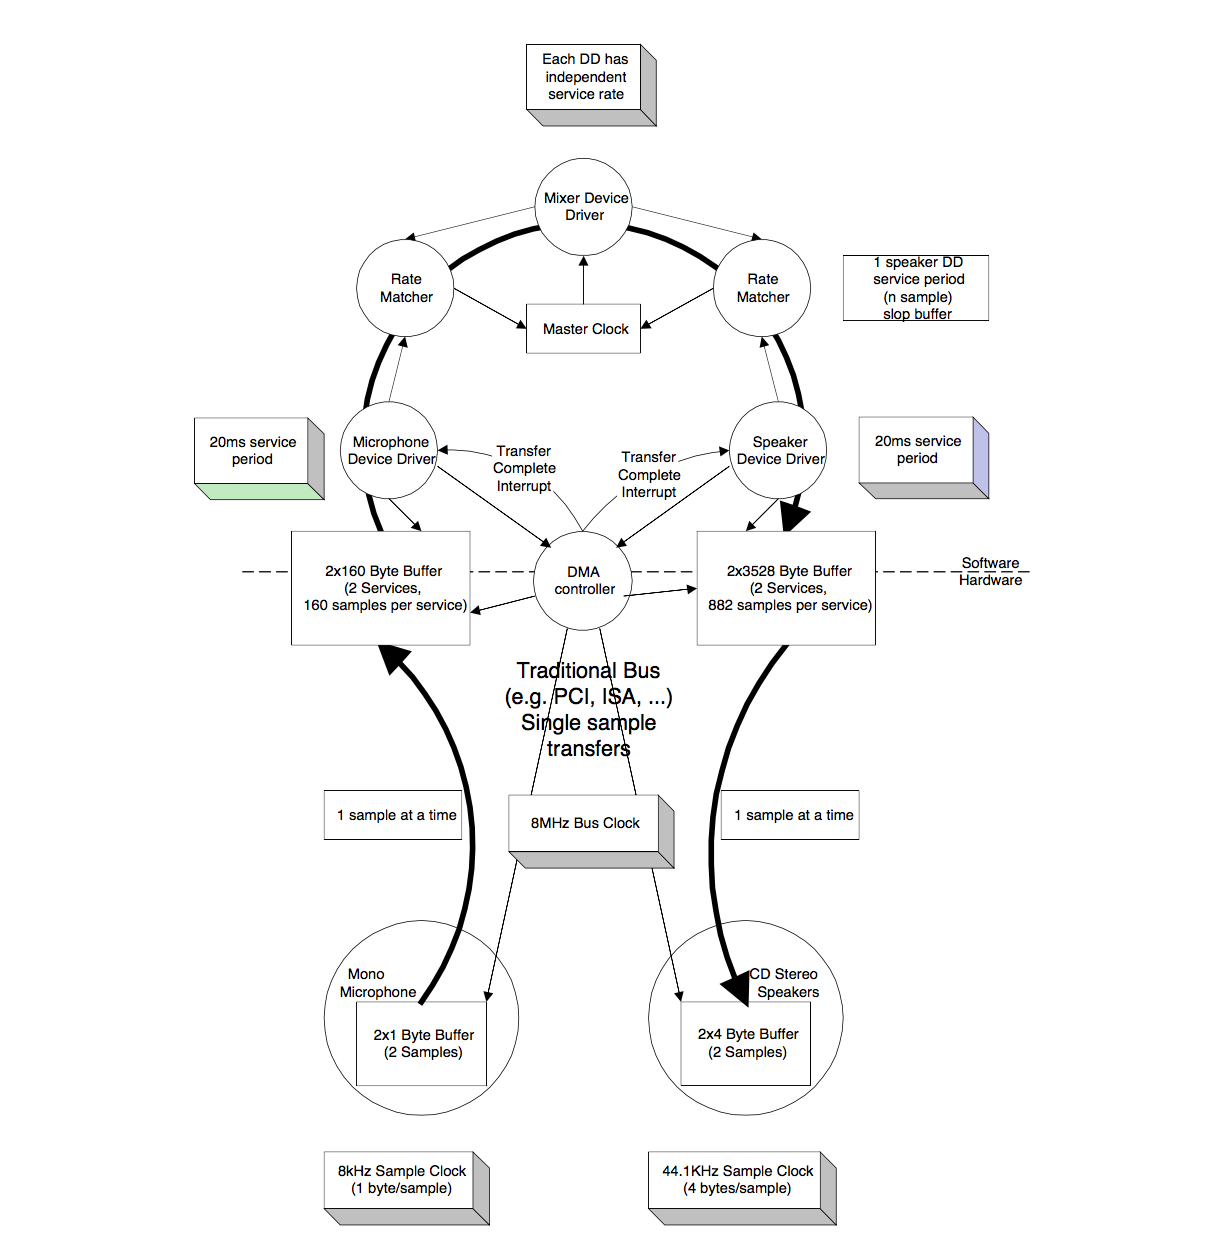 Each DD has
independent
service rate
Mixer Device
Driver
Rate
Matcher
Rate
Matcher
1 speaker DD
service period
(n sample)
slop buffer
Master Clock
20ms service
period
Microphone
Device Driver
Transfer
Complete
Interrupt
Transfer
Complete
Interrupt
Speaker
Device Driver
20ms service
period
2x160 Byte Buffer
(2 Services,
160 samples per service)
DMA
controller
2x3528 Byte Buffer
(2 Services,
882 samples per service)
Software
Hardware
Traditional Bus
(e.g. PCI, ISA, ...)
Single sample
transfers
1 sample at a time
8MHz Bus Clock
1 sample at a time
Mono
Microphone
2x1 Byte Buffer
(2 Samples)
CD Stereo
Speakers
2x4 Byte Buffer
(2 Samples)
8kHz Sample Clock
(1 byte/sample)
44.1KHz Sample Clock
(4 bytes/sample)